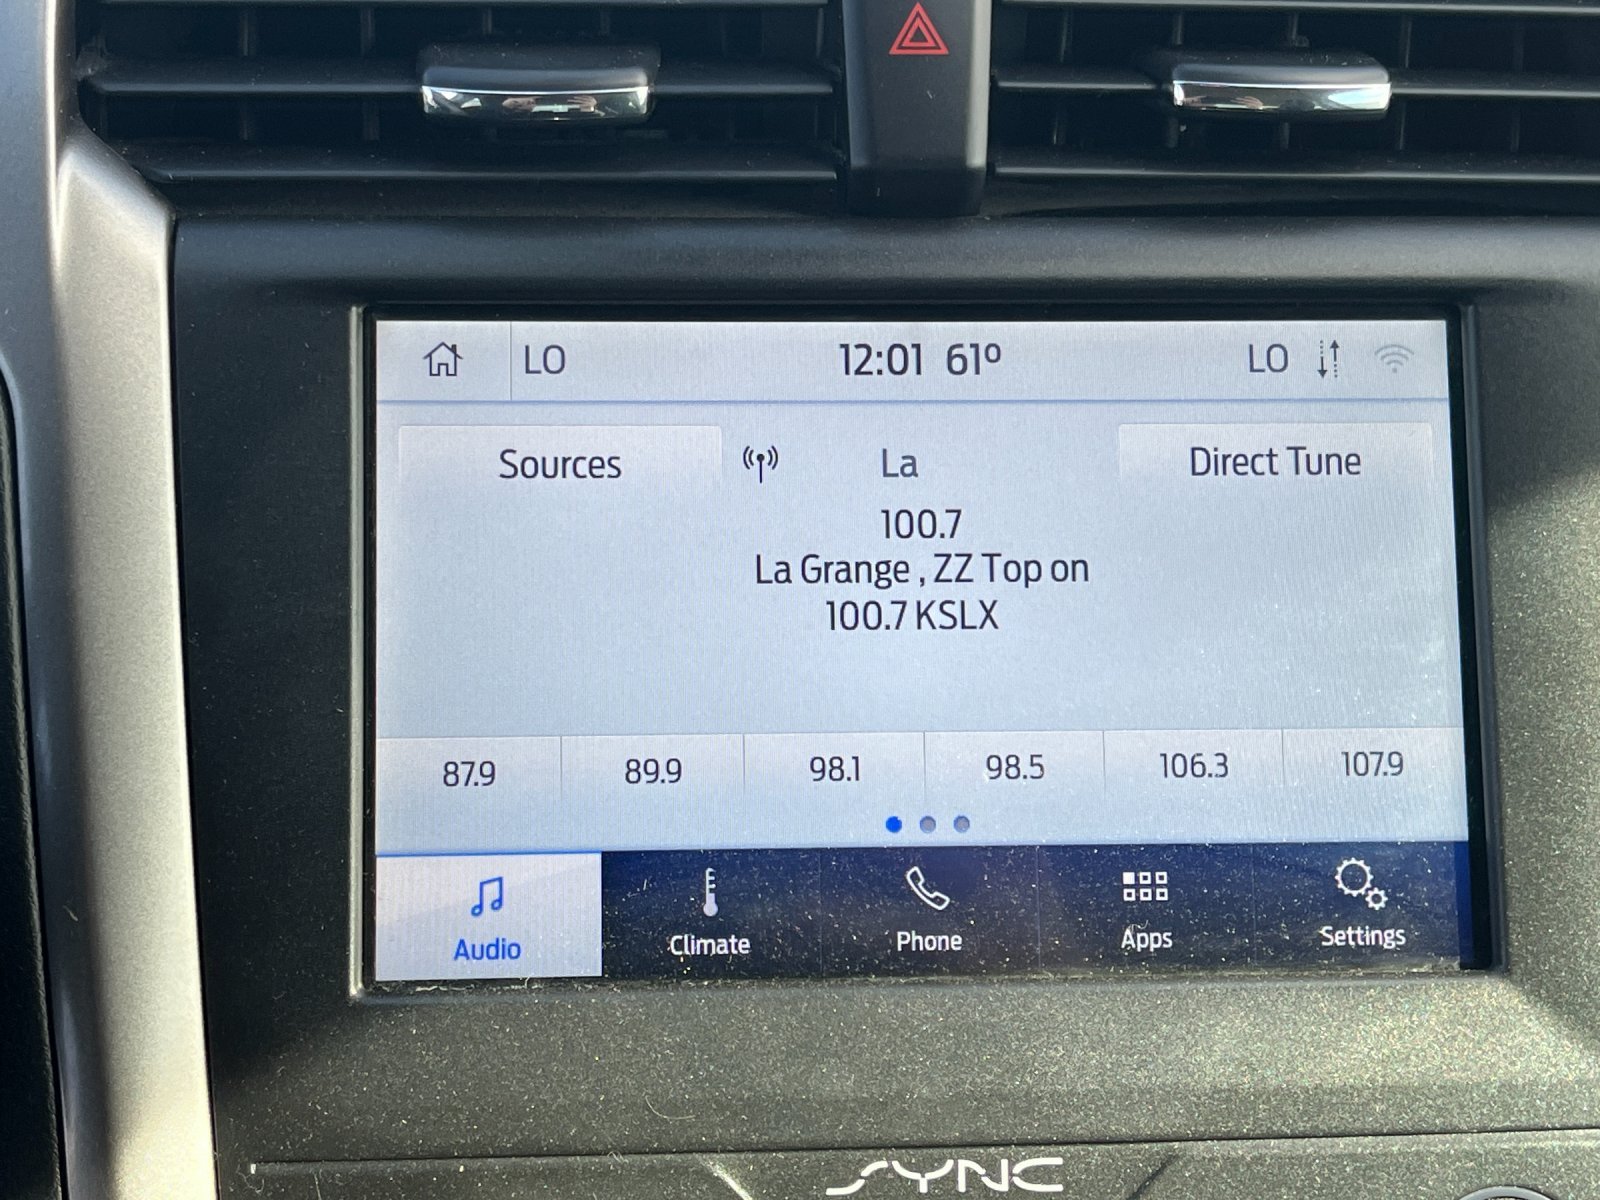 LO 12:01 61° LO
Sources La Direct Tune
100.7
La Grange , ZZ Top on
100.7 KSLX
87.9 89.9 98.1 98.5 106.3 107.9
Audio Climate Phone Apps Settings
SYNC